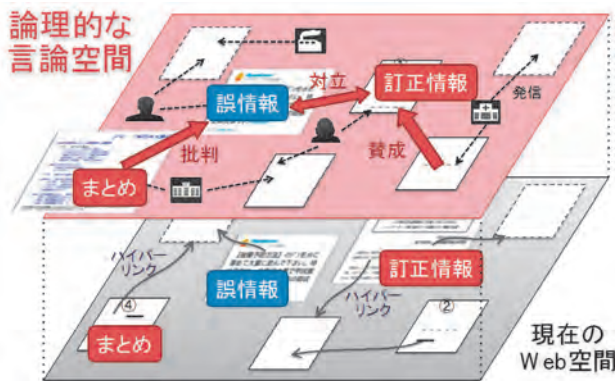 論理的な
言論空間
対立
訂正情報
誤情報
発信
批判
賛成
まとめ
ハイパー
リンク
訂正情報
誤情報
ハイパー
リンク
④
②
まとめ
現在の
Web空間